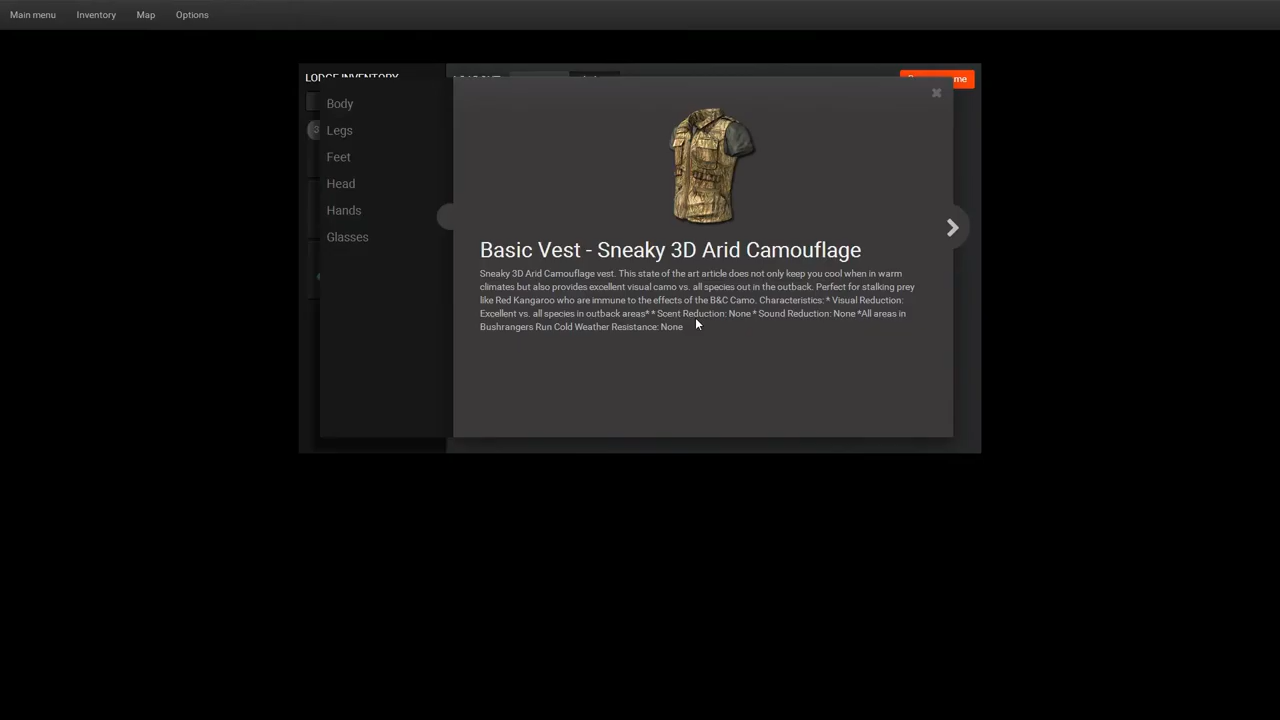 Main menu Inventory Map Options
LODGE INVENTORY
me
3
Body
Legs
Feet
Head
Hands
Glasses
Basic Vest - Sneaky 3D Arid Camouflage
Sneaky 3D Arid Camouflage vest. This state of the art article does not only keep you cool when in warm
climates but also provides excellent visual camo vs. all species out in the outback. Perfect for stalking prey
like Red Kangaroo who are immune to the effects of the B&C Camo. Characteristics: * Visual Reduction:
Excellent vs. all species in outback areas* * Scent Reduction: None * Sound Reduction: None *All areas in
Bushrangers Run Cold Weather Resistance: None